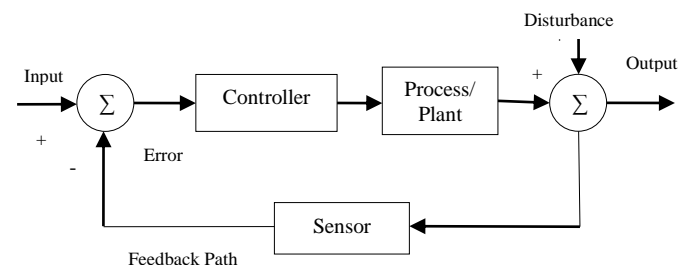 Disturbance
Input
+
Output
Σ
Controller
Process/
Plant
Σ
+
-
Error
Sensor
Feedback Path